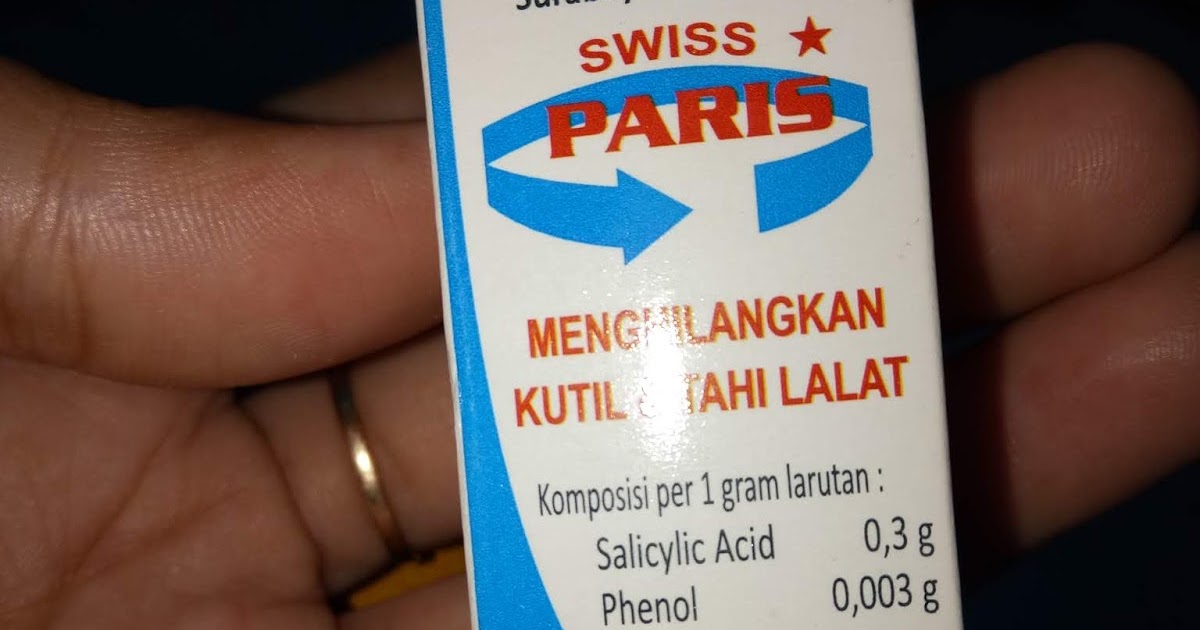 SWISS
PARIS
MENGHILANGKAN
KUTIL & TAHI LALAT
Komposisi per 1 gram larutan :
Salicylic Acid 0,3 g
Phenol 0,003 g